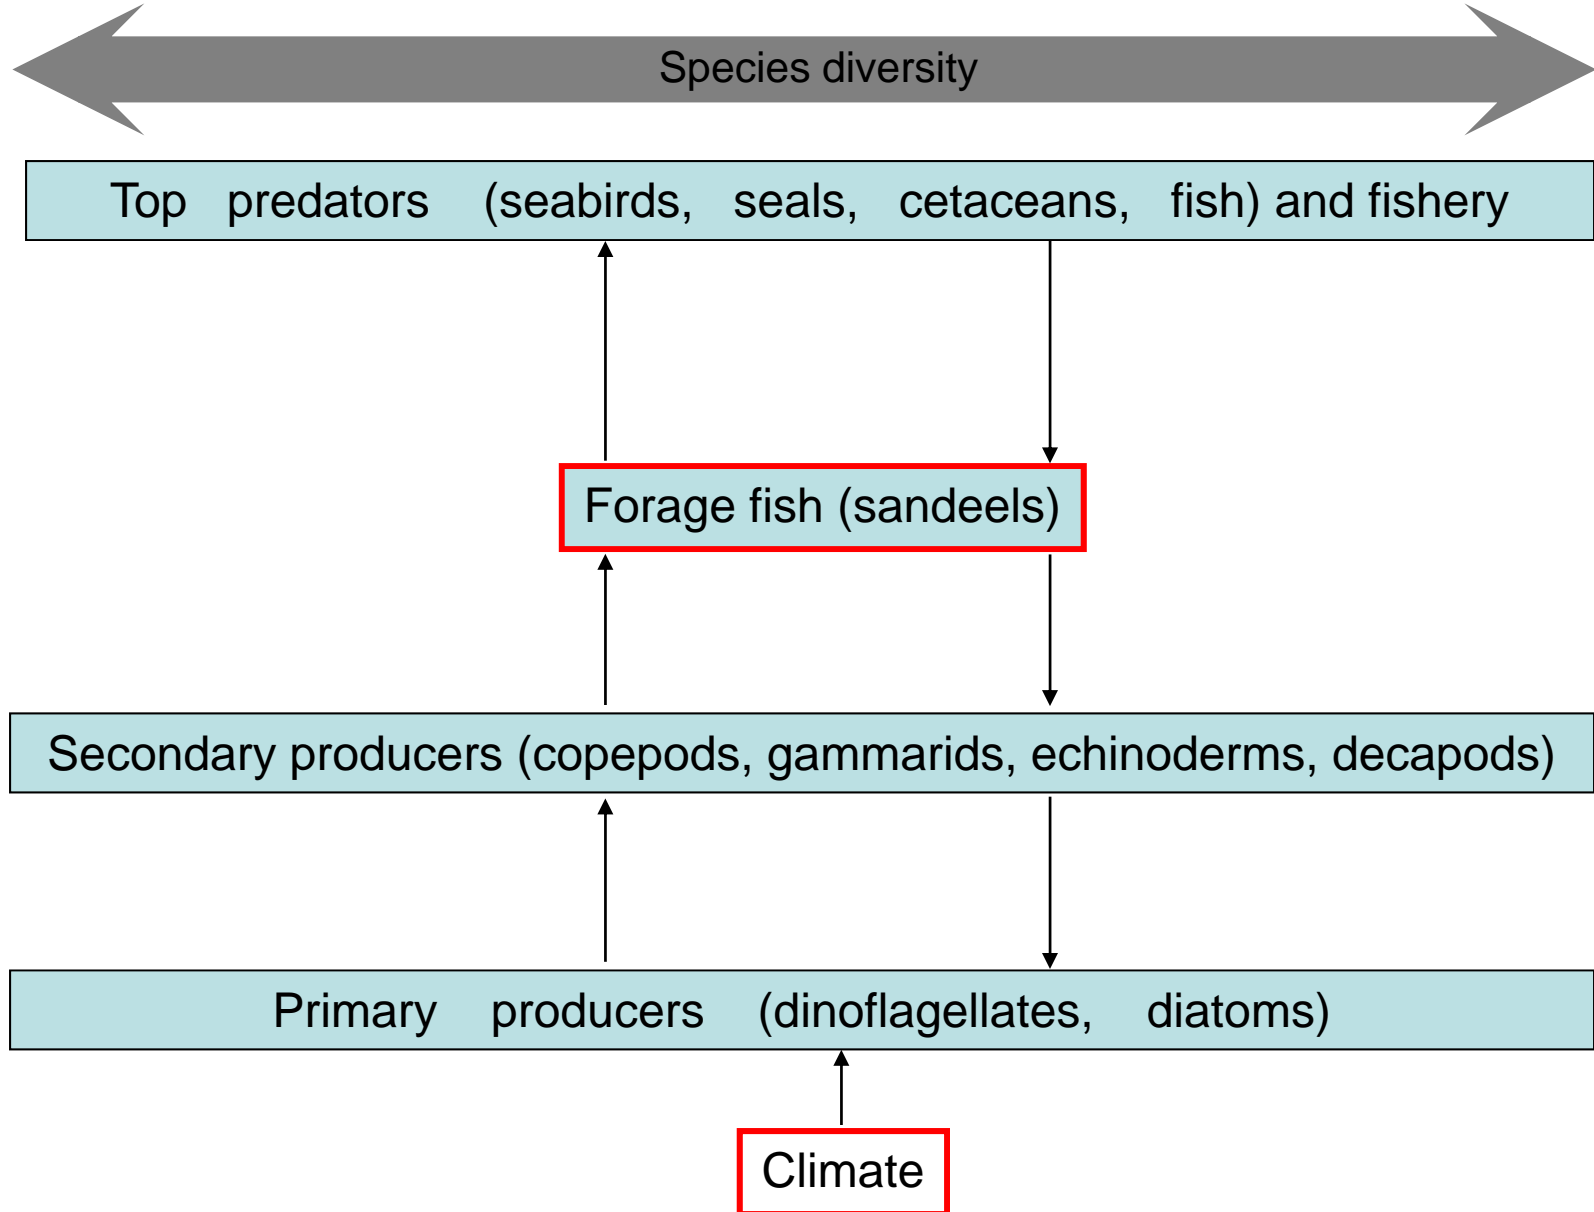 Species diversity
Top predators (seabirds, seals, cetaceans, fish) and fishery
Forage fish (sandeels)
Secondary producers (copepods, gammarids, echinoderms, decapods)
Primary producers (dinoflagellates, diatoms)
Climate